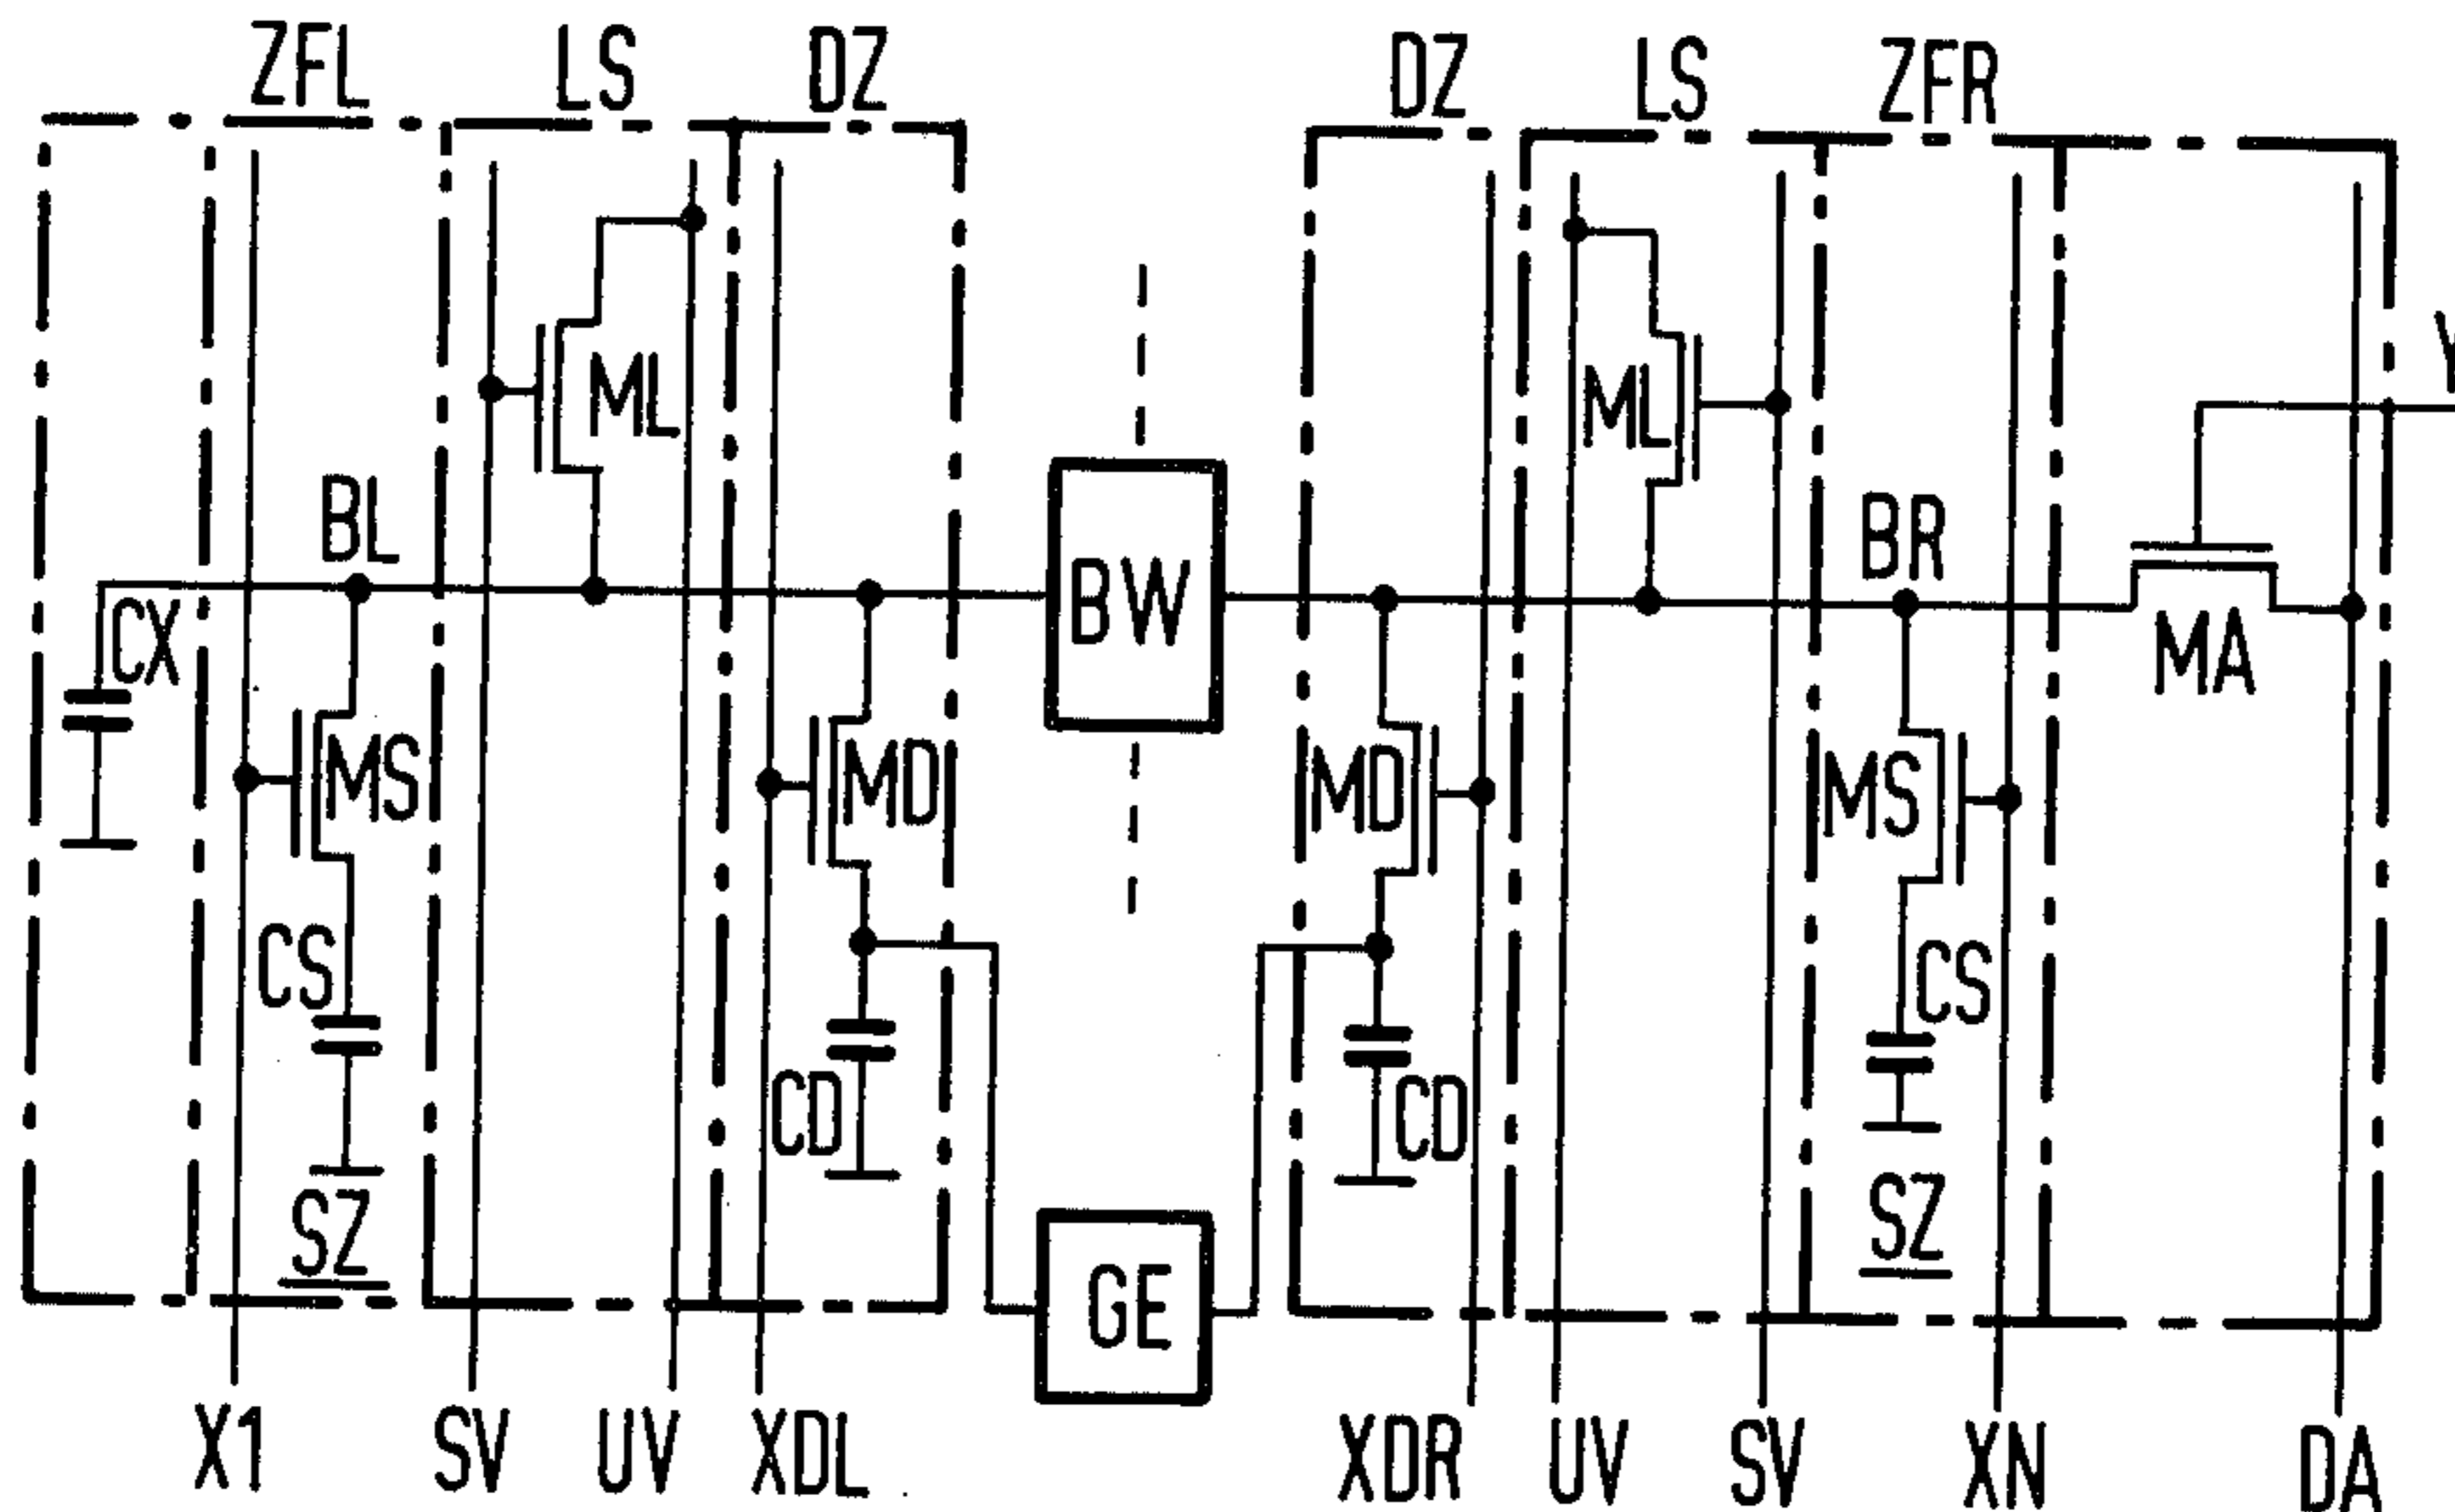 ZFL LS DZ DZ LS ZFR
Y
ML ML
BL BW BR
CX MA
MS MD MD MS
CS CS
CD CD
SZ SZ
GE
X1 SV UV XDL XDR UV SV XN DA